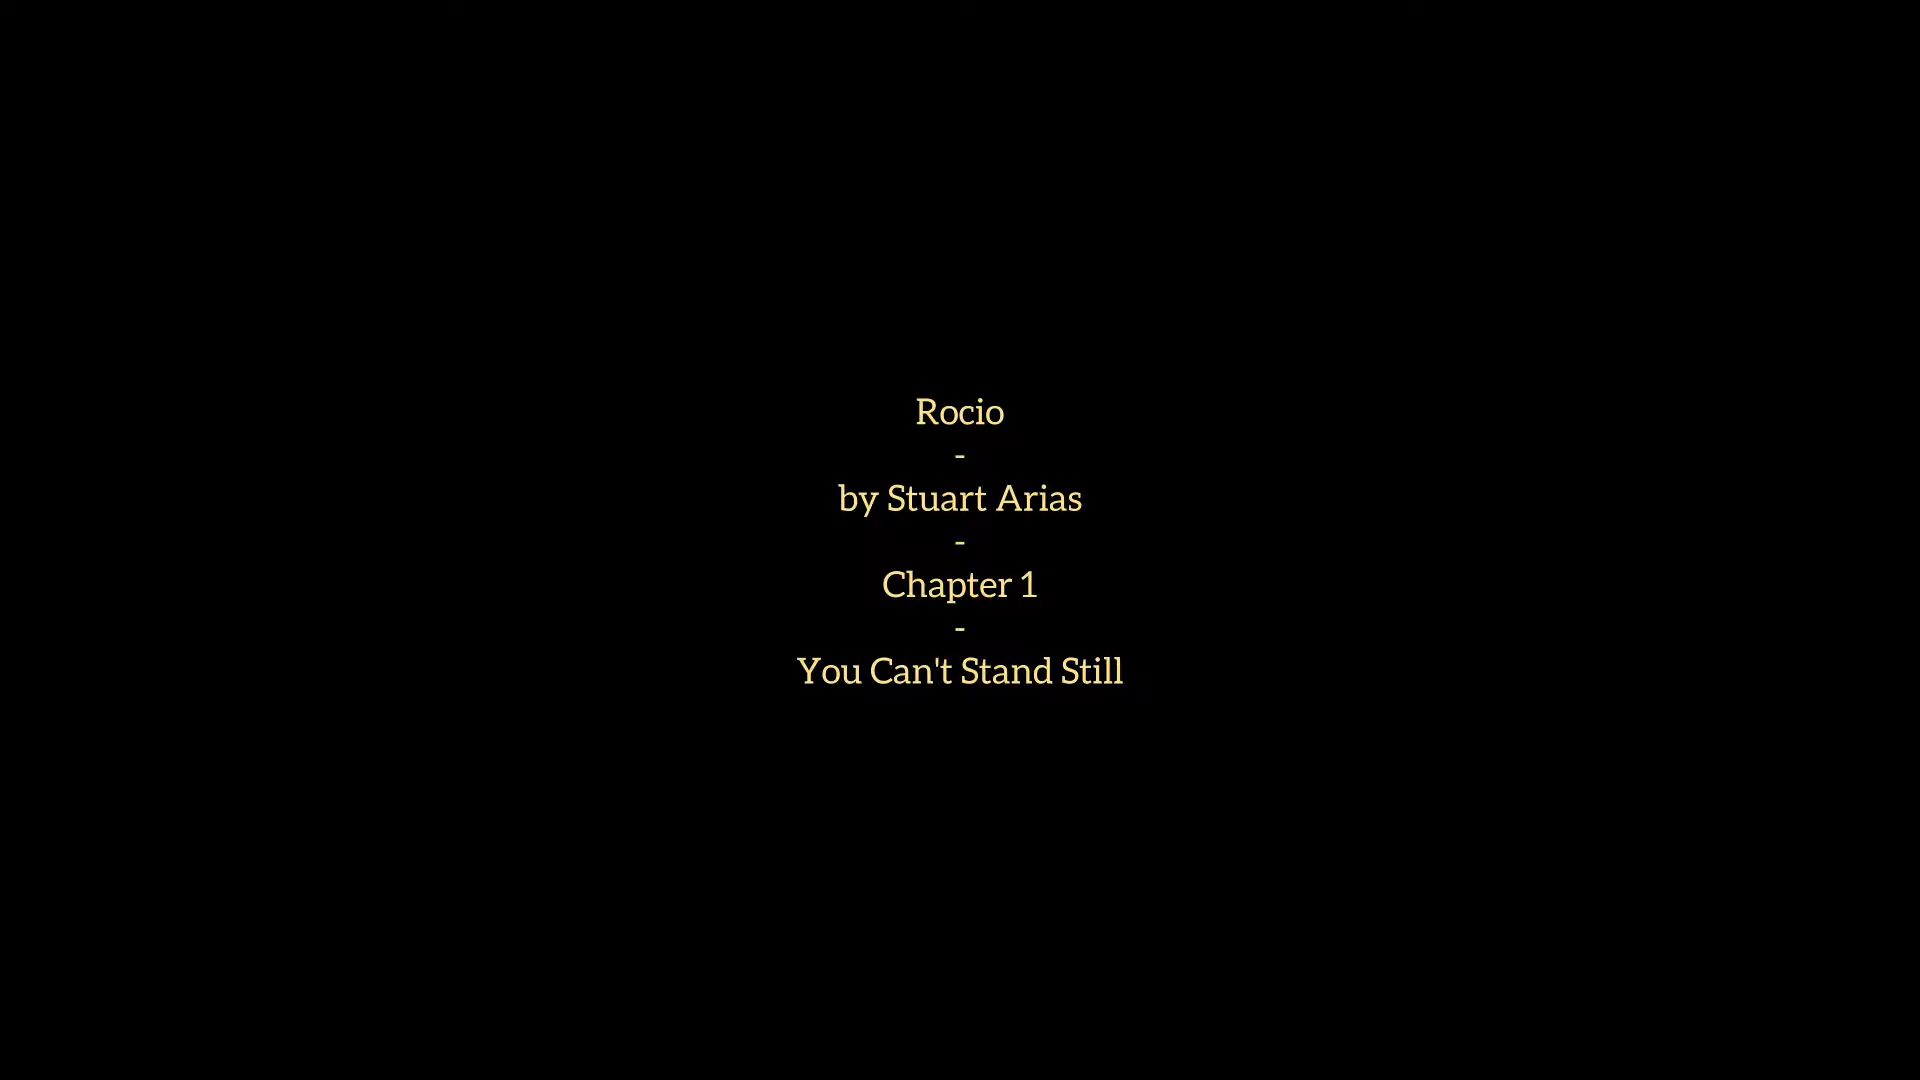 Rocio
-
by Stuart Arias
-
Chapter 1
-
You Can't Stand Still